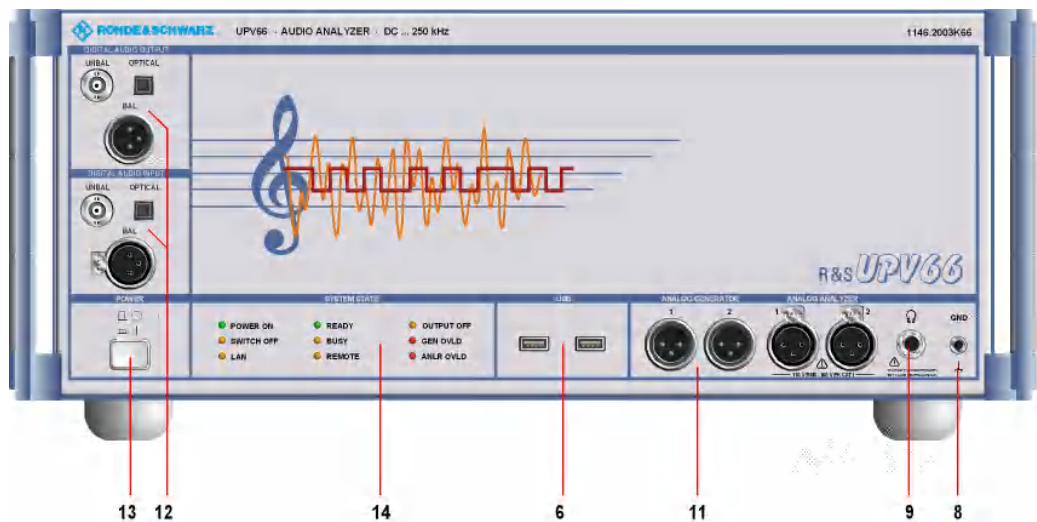 ROHDE&SCHWARZ UPV66 · AUDIO ANALYZER · DC ... 250 kHz 1146.2003K66
DIGITAL AUDIO OUTPUT
UNBAL OPTICAL
BAL
DIGITAL AUDIO INPUT
UNBAL OPTICAL
BAL
R&S UPV66
POWER SYSTEM STATE USB ANALOG GENERATOR ANALOG ANALYZER
1 2 1 2 GND
POWER ON READY OUTPUT OFF
SWITCH OFF BUSY GEN OVLD
LAN REMOTE ANLR OVLD
13 12 14 6 11 9 8